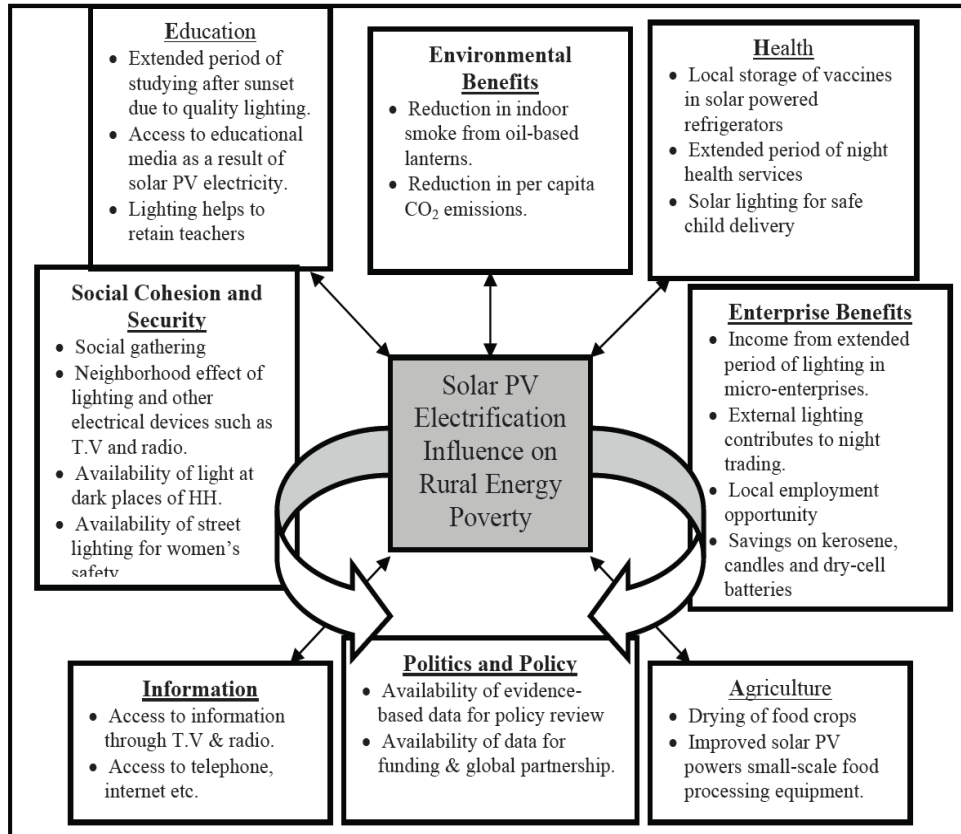 Education
• Extended period of
studying after sunset
due to quality lighting.
• Access to educational
media as a result of
solar PV electricity.
• Lighting helps to
retain teachers
Environmental
Benefits
• Reduction in indoor
smoke from oil-based
lanterns.
• Reduction in per capita
CO₂ emissions.
Health
• Local storage of vaccines
in solar powered
refrigerators
• Extended period of night
health services
• Solar lighting for safe
child delivery
Social Cohesion and
Security
• Social gathering
• Neighborhood effect of
lighting and other
electrical devices such as
T.V and radio.
• Availability of light at
dark places of HH.
• Availability of street
lighting for women's
safety
Solar PV
Electrification
Influence on
Rural Energy
Poverty
Enterprise Benefits
• Income from extended
period of lighting in
micro-enterprises.
• External lighting
contributes to night
trading.
• Local employment
opportunity
• Savings on kerosene,
candles and dry-cell
batteries
Information
• Access to information
through T.V & radio.
• Access to telephone,
internet etc.
Politics and Policy
• Availability of evidence-
based data for policy review
• Availability of data for
funding & global partnership.
Agriculture
• Drying of food crops
• Improved solar PV
powers small-scale food
processing equipment.